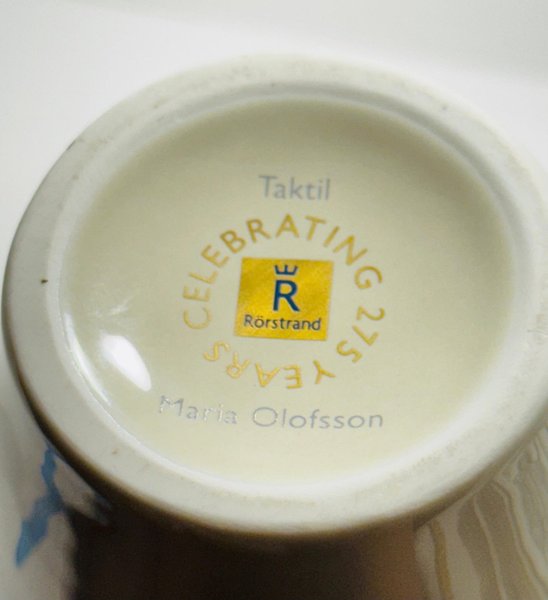 Taktil
CELEBRATING 275 YEARS
R
Rörstrand
Maria Olofsson